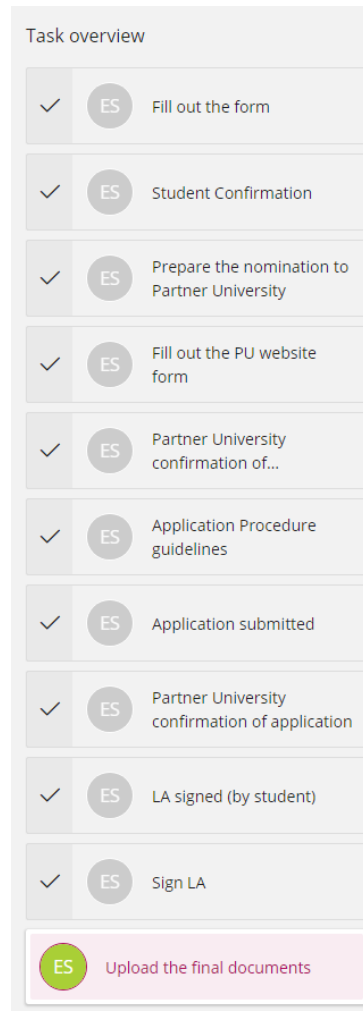 Task overview
ES
Fill out the form
ES
Student Confirmation
ES
Prepare the nomination to
Partner University
ES
Fill out the PU website
form
ES
Partner University
confirmation of...
ES
Application Procedure
guidelines
ES
Application submitted
ES
Partner University
confirmation of application
ES
LA signed (by student)
ES
Sign LA
ES
Upload the final documents